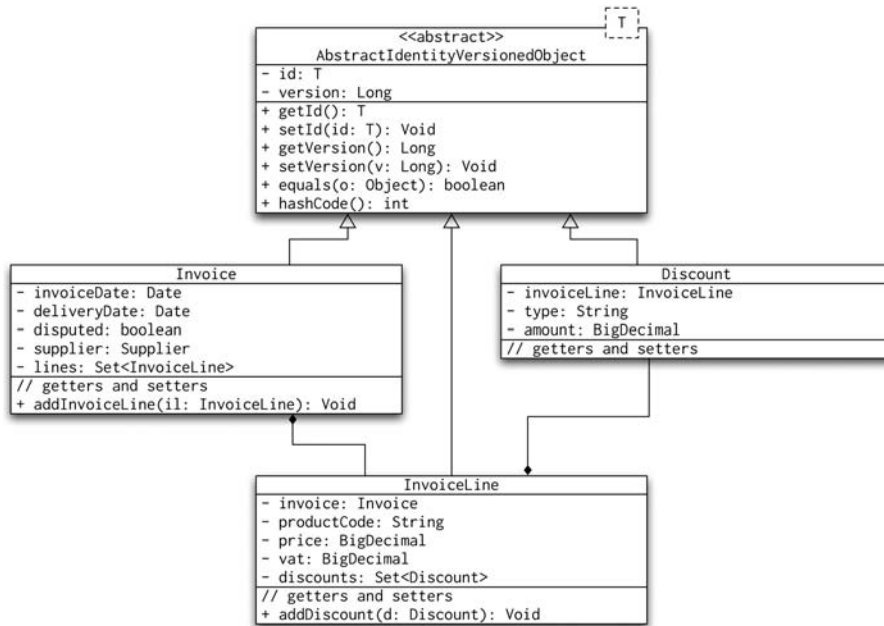 T
<<abstract>>
AbstractIdentityVersionedObject
- id: T
- version: Long
+ getId(): T
+ setId(id: T): Void
+ getVersion(): Long
+ setVersion(v: Long): Void
+ equals(o: Object): boolean
+ hashCode(): int
Invoice
- invoiceDate: Date
- deliveryDate: Date
- disputed: boolean
- supplier: Supplier
- lines: Set<InvoiceLine>
// getters and setters
+ addInvoiceLine(il: InvoiceLine): Void
Discount
- invoiceLine: InvoiceLine
- type: String
- amount: BigDecimal
// getters and setters
InvoiceLine
- invoice: Invoice
- productCode: String
- price: BigDecimal
- vat: BigDecimal
- discounts: Set<Discount>
// getters and setters
+ addDiscount(d: Discount): Void